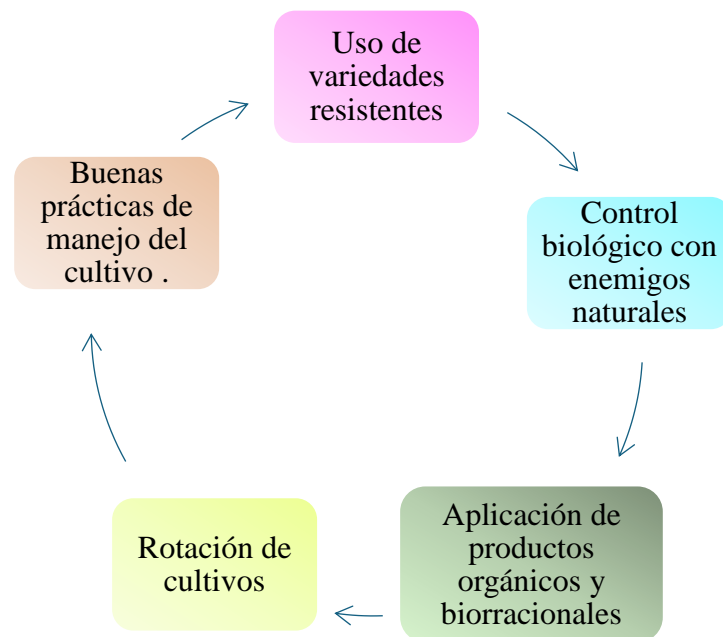 Uso de
variedades
resistentes
Control
biológico con
enemigos
naturales
Aplicación de
productos
orgánicos y
biorracionales
Rotación de
cultivos
Buenas
prácticas de
manejo del
cultivo .